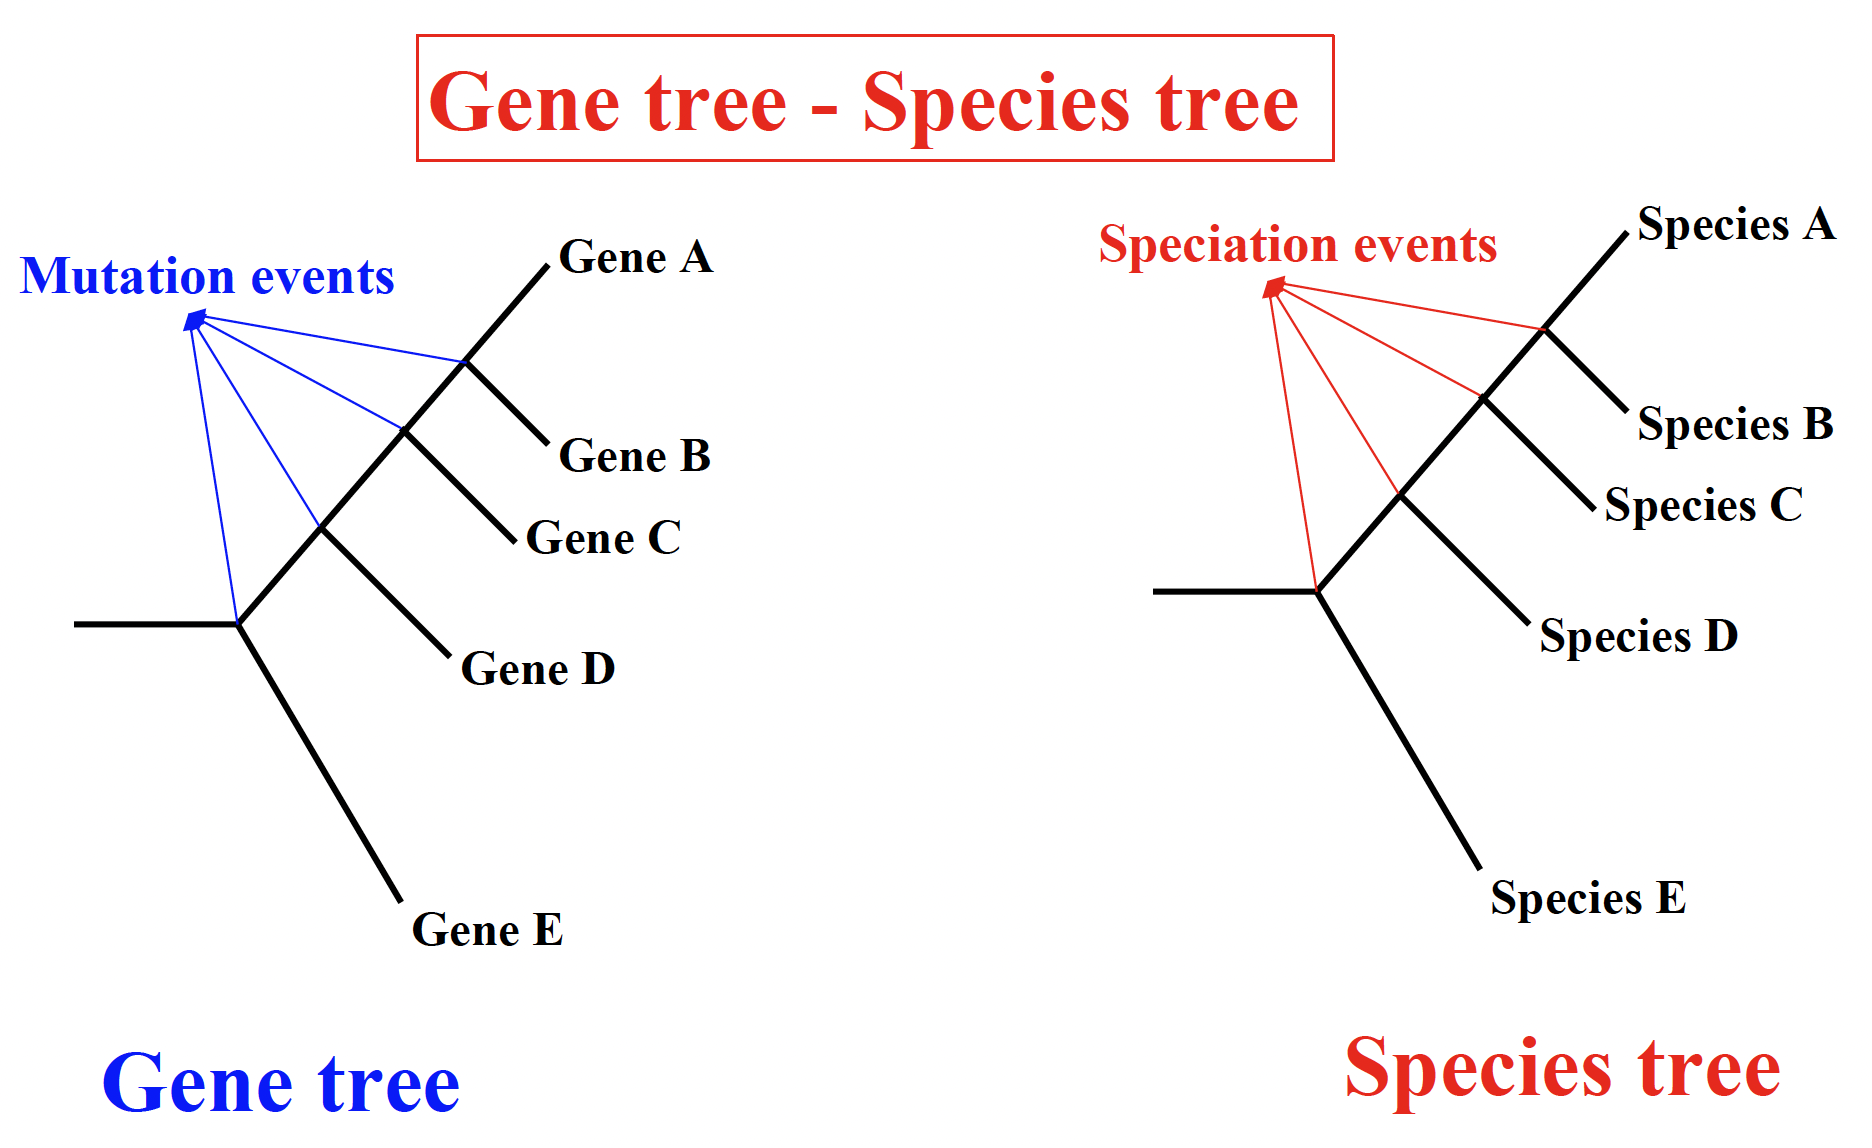 Gene tree - Species tree
Mutation events
Gene A
Gene B
Gene C
Gene D
Gene E
Gene tree
Speciation events
Species A
Species B
Species C
Species D
Species E
Species tree